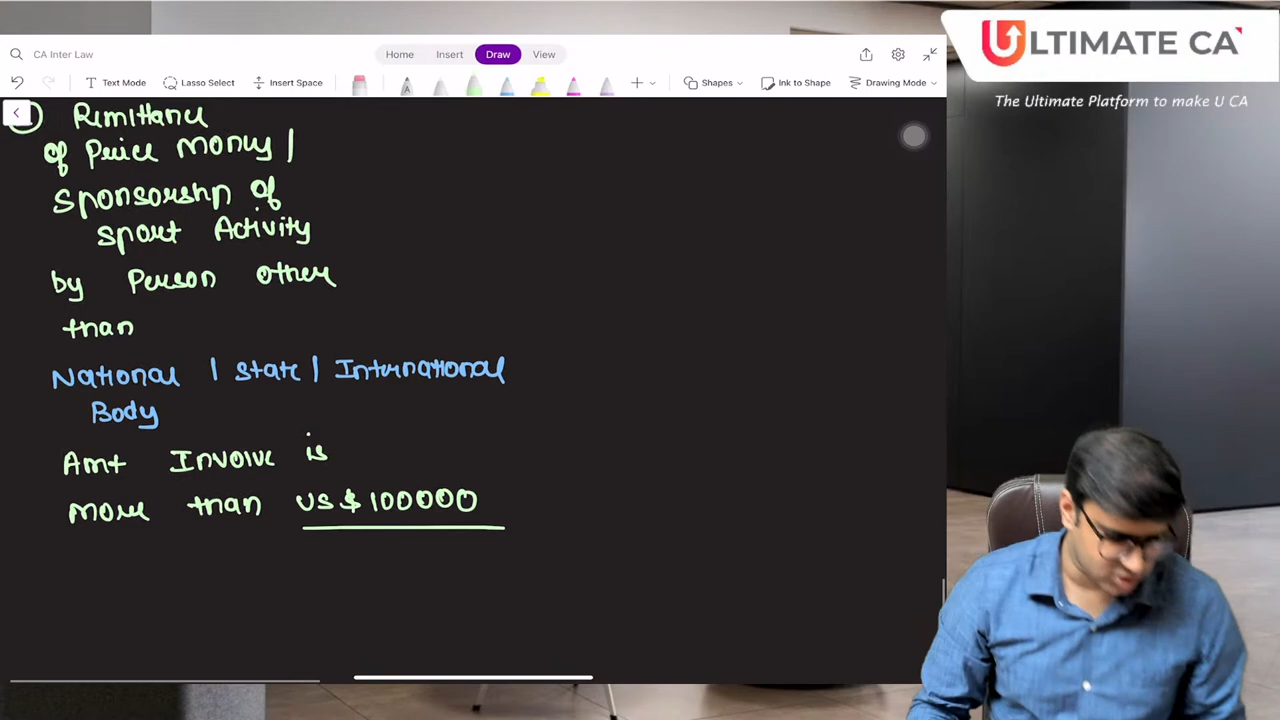 CA Inter Law
Home Insert Draw View
Text Mode Lasso Select Insert Space Shapes Ink to Shape Drawing Mode
ULTIMATE CA
The Ultimate Platform to make U CA
Remittance
of Price Money |
Sponsorship of
Sport Activity
by Person other
than
National | State | International
Body
Amt Involve is
more than US $ 100000